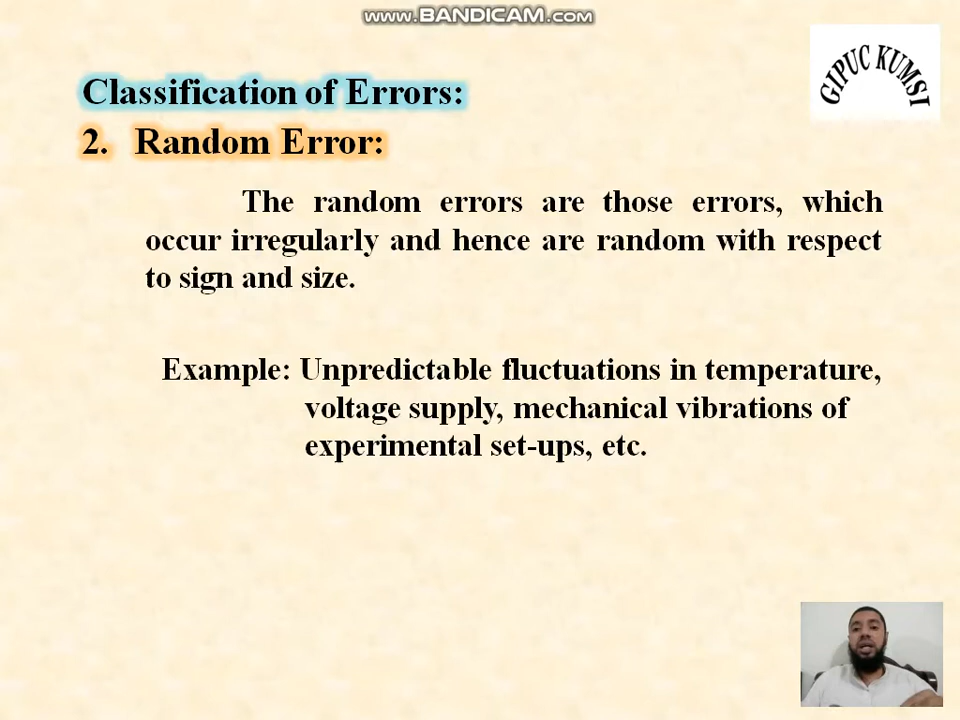 www.BANDICAM.com
GIPUC KUMSI
Classification of Errors:
2. Random Error:
The random errors are those errors, which
occur irregularly and hence are random with respect
to sign and size.
Example: Unpredictable fluctuations in temperature,
voltage supply, mechanical vibrations of
experimental set-ups, etc.